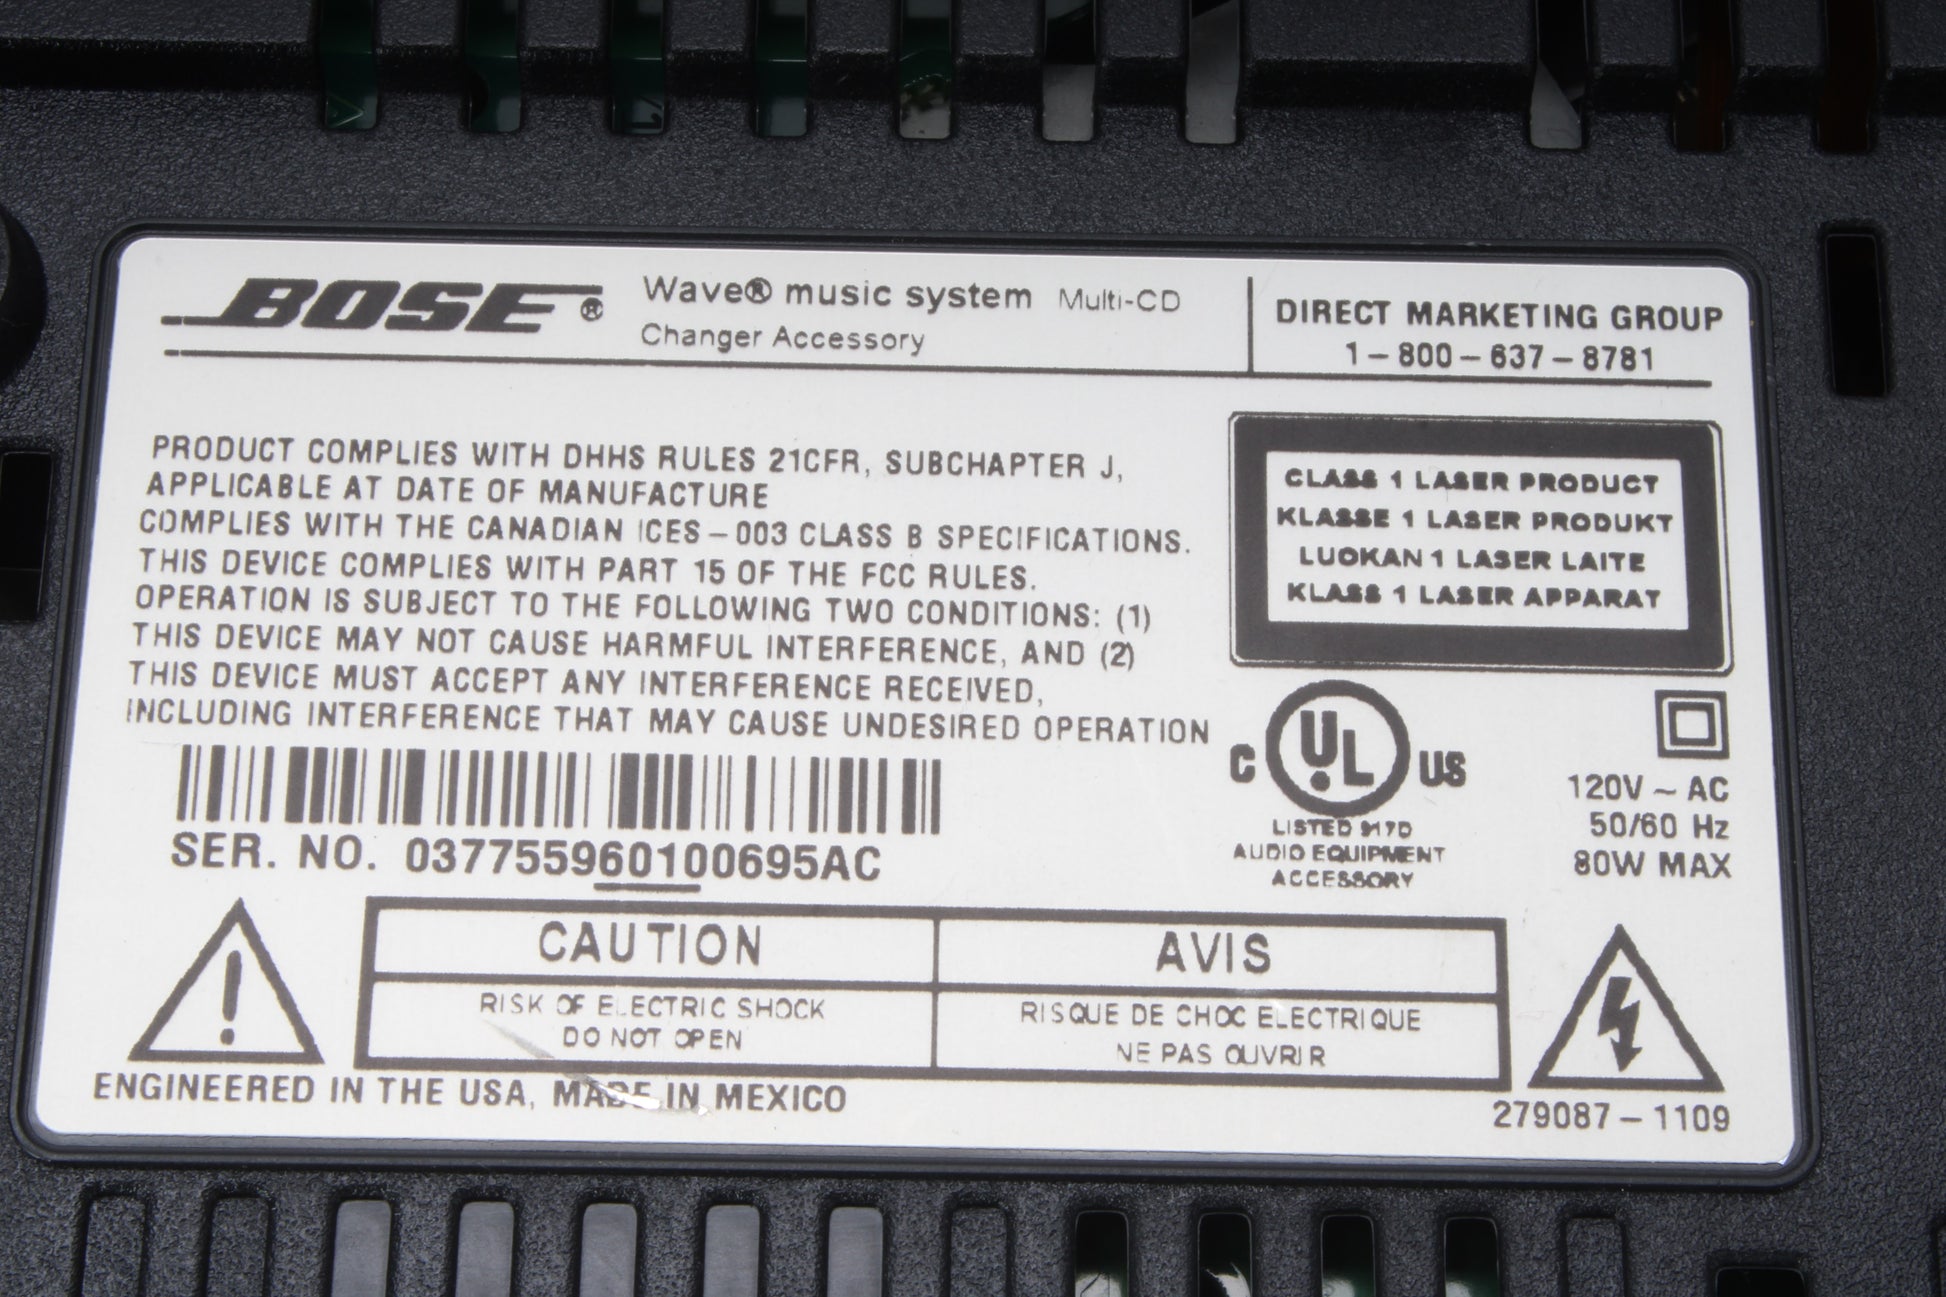 BOSE® Wave® music system Multi-CD
Changer Accessory
DIRECT MARKETING GROUP
1-800-637-8781
PRODUCT COMPLIES WITH DHHS RULES 21CFR, SUBCHAPTER J,
APPLICABLE AT DATE OF MANUFACTURE
COMPLIES WITH THE CANADIAN ICES-003 CLASS B SPECIFICATIONS.
THIS DEVICE COMPLIES WITH PART 15 OF THE FCC RULES.
OPERATION IS SUBJECT TO THE FOLLOWING TWO CONDITIONS: (1)
THIS DEVICE MAY NOT CAUSE HARMFUL INTERFERENCE, AND (2)
THIS DEVICE MUST ACCEPT ANY INTERFERENCE RECEIVED,
INCLUDING INTERFERENCE THAT MAY CAUSE UNDESIRED OPERATION
CLASS 1 LASER PRODUCT
KLASSE 1 LASER PRODUKT
LUOKAN 1 LASER LAITE
KLASS 1 LASER APPARAT
C UL US
LISTED 917D
AUDIO EQUIPMENT
ACCESSORY
120V ~ AC
50/60 Hz
80W MAX
SER. NO. 037755960100695AC
CAUTION
RISK OF ELECTRIC SHOCK
DO NOT OPEN
AVIS
RISQUE DE CHOC ELECTRIQUE
NE PAS OUVRIR
ENGINEERED IN THE USA, MADE IN MEXICO
279087-1109